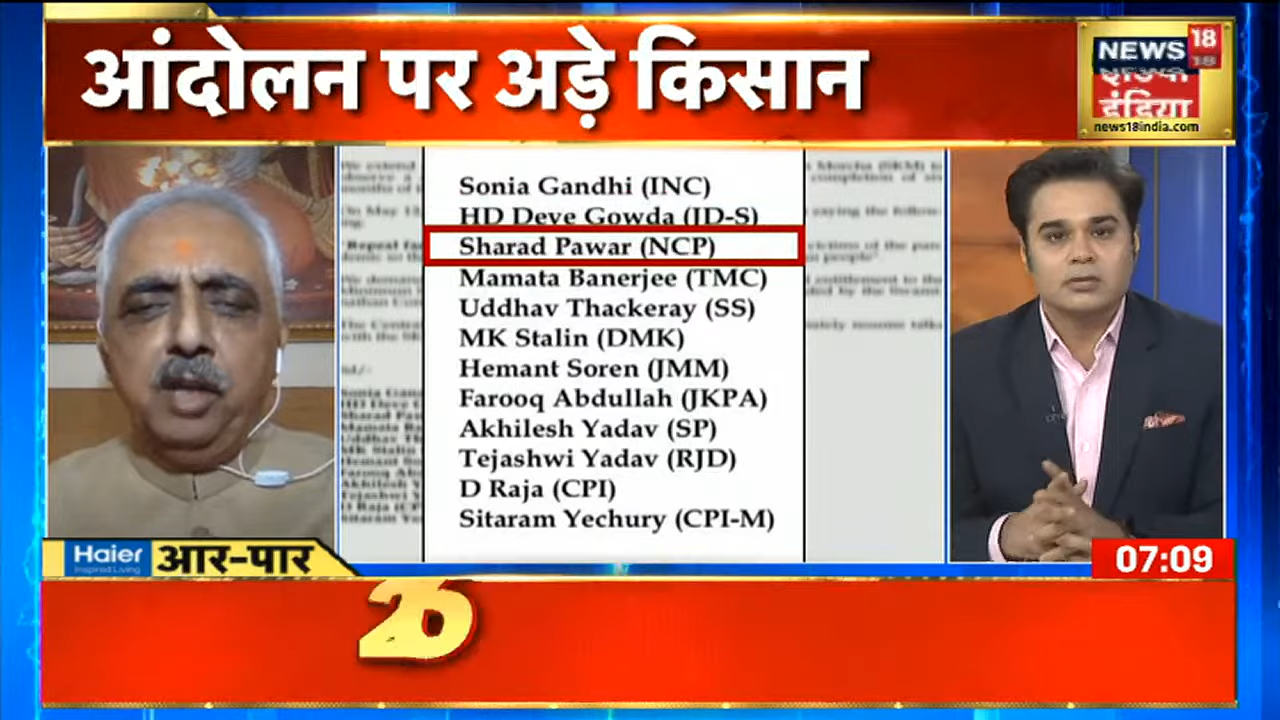 आंदोलन पर अड़े किसान
NEWS 18
इंडिया
news18india.com
Sonia Gandhi (INC)
HD Deve Gowda (JD-S)
Sharad Pawar (NCP)
Mamata Banerjee (TMC)
Uddhav Thackeray (SS)
MK Stalin (DMK)
Hemant Soren (JMM)
Farooq Abdullah (JKPA)
Akhilesh Yadav (SP)
Tejashwi Yadav (RJD)
D Raja (CPI)
Sitaram Yechury (CPI-M)
Haier
Inspired Living
आर-पार
07:09